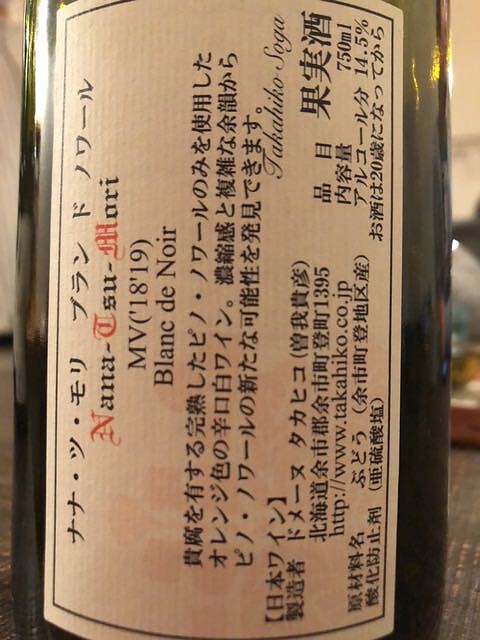 ナナ・ツ・モリ ブラン ド ノワール
Nana-Tsu-Mori
MV('18'19)
Blanc de Noir
貴腐を有する完熟したピノ・ノワールのみを使用した
オレンジ色の辛口白ワイン。濃縮感と複雑な余韻から
ピノ・ノワールの新たな可能性を発見できます。
Takahiko Soga
【日本ワイン】
製造者 ドメーヌ タカヒコ(曽我貴彦)
北海道余市郡余市町登町1395
http://www.takahiko.co.jp
原材料名 ぶどう(余市町登地区産)
酸化防止剤(亜硫酸塩)
品目 果実酒
内容量 750ml
アルコール分 14.5%
お酒は20歳になってから